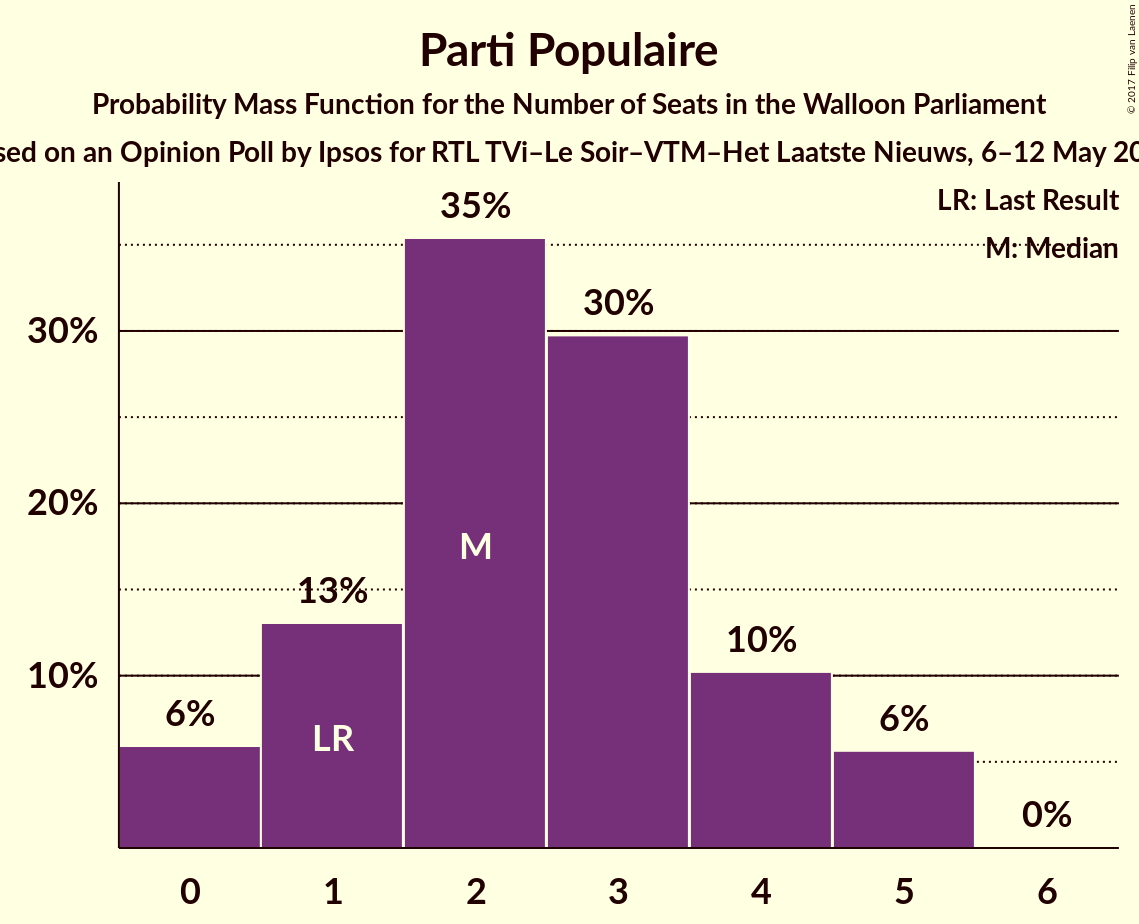 Parti Populaire
Probability Mass Function for the Number of Seats in the Walloon Parliament
on an Opinion Poll by Ipsos for RTL TVi–Le Soir–VTM–Het Laatste Nieuws, 6–12 May
© 2017 Filip van Laenen
LR: Last Result
M: Median
35%
30%
30%
20%
13%
10%
10%
6%
6%
0%
M
LR
0 1 2 3 4 5 6